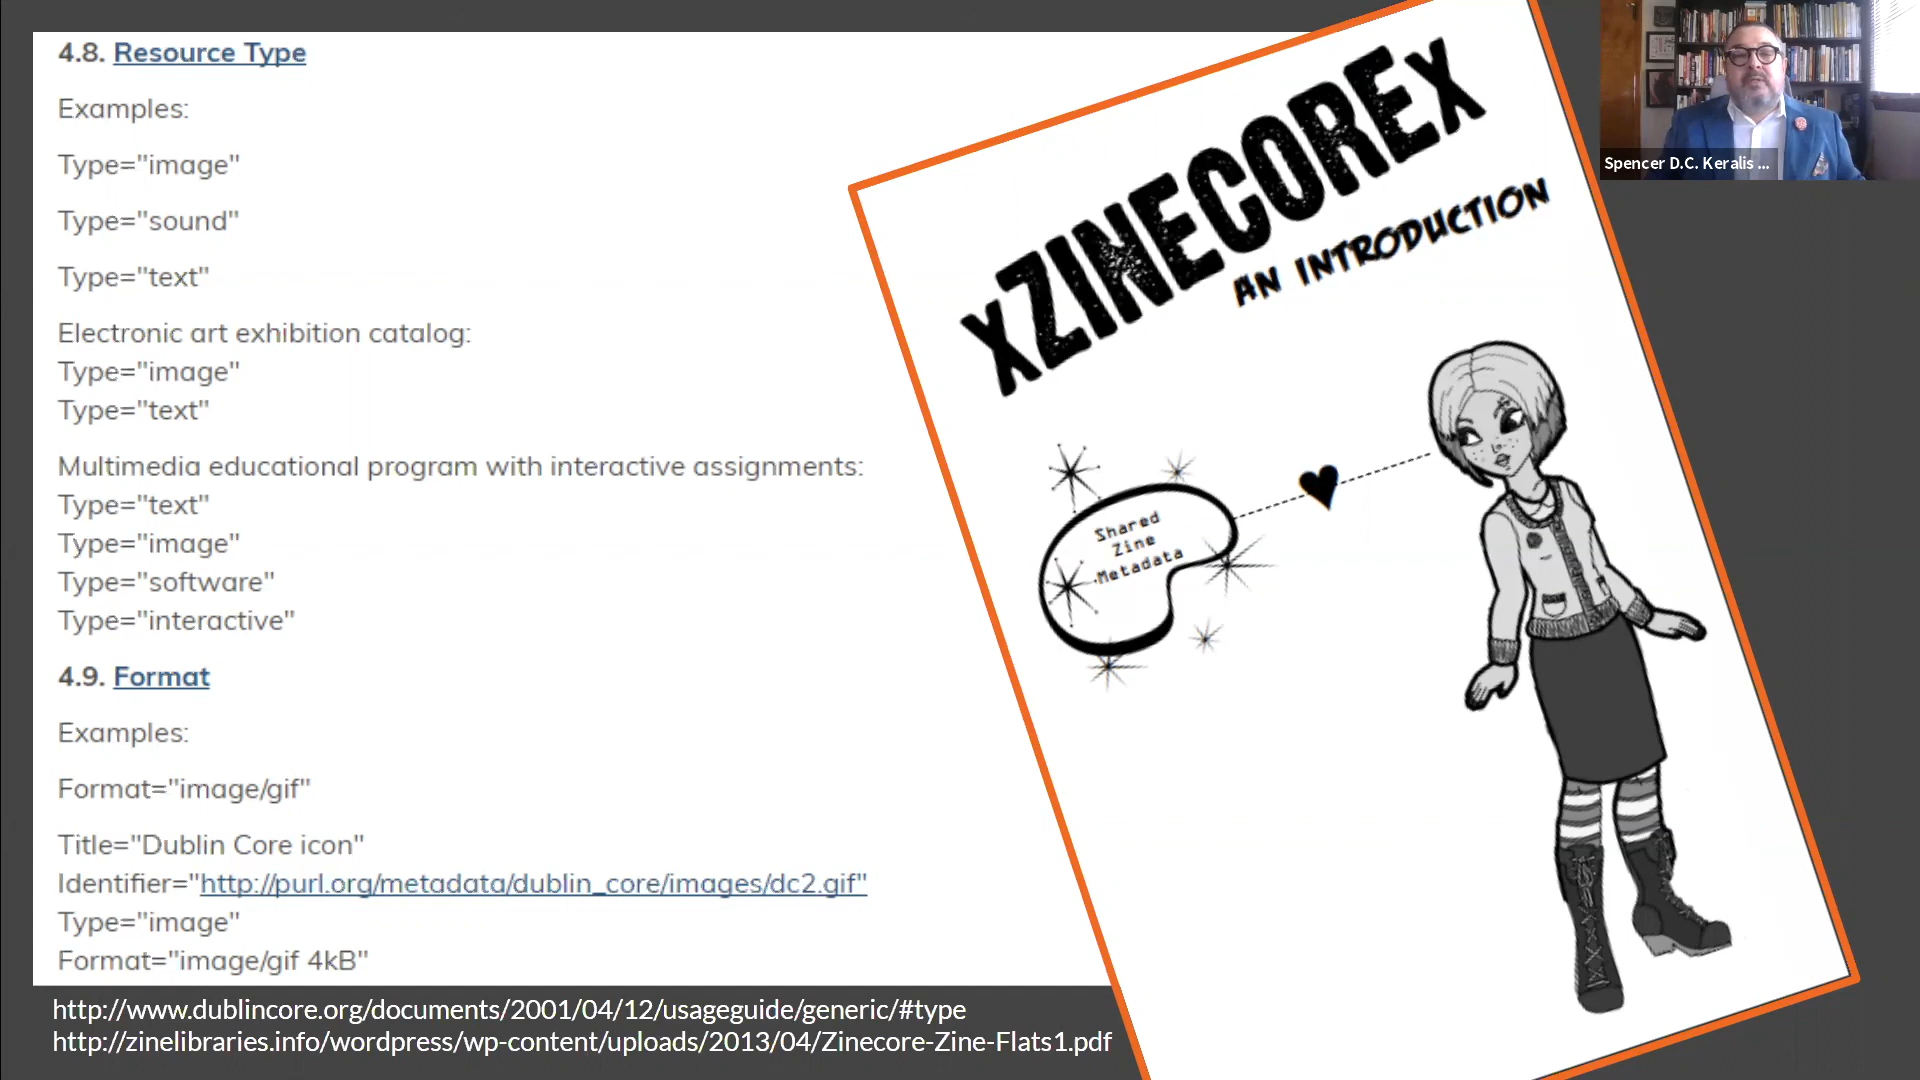 4.8. Resource Type
Examples:
Type="image"
Type="sound"
Type="text"
Electronic art exhibition catalog:
Type="image"
Type="text"
Multimedia educational program with interactive assignments:
Type="text"
Type="image"
Type="software"
Type="interactive"
4.9. Format
Examples:
Format="image/gif"
Title="Dublin Core icon"
Identifier="http://purl.org/metadata/dublin_core/images/dc2.gif"
Type="image"
Format="image/gif 4kB"
http://www.dublincore.org/documents/2001/04/12/usageguide/generic/#type
http://zinelibraries.info/wordpress/wp-content/uploads/2013/04/Zinecore-Zine-Flats1.pdf
xZINECOREx
AN INTRODUCTION
Shared
Zine
Metadata
Spencer D.C. Keralis ...